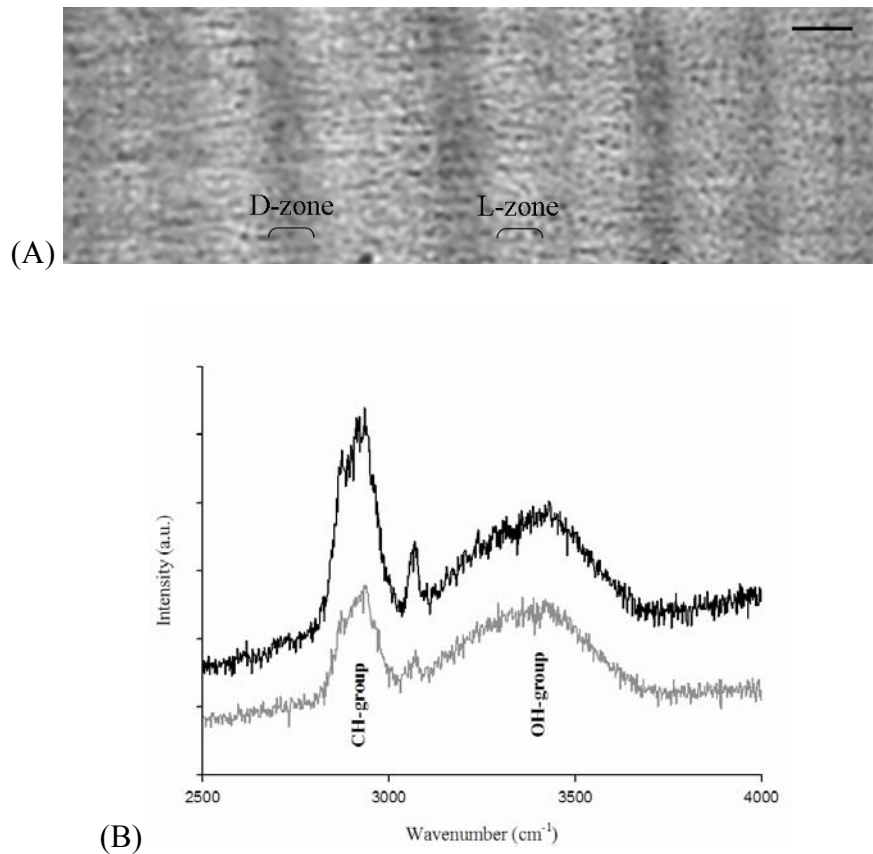 D-zone L-zone
(A)
Intensity (a.u.)
CH-group
OH-group
2500 3000 3500 4000
Wavenumber (cm⁻¹)
(B)